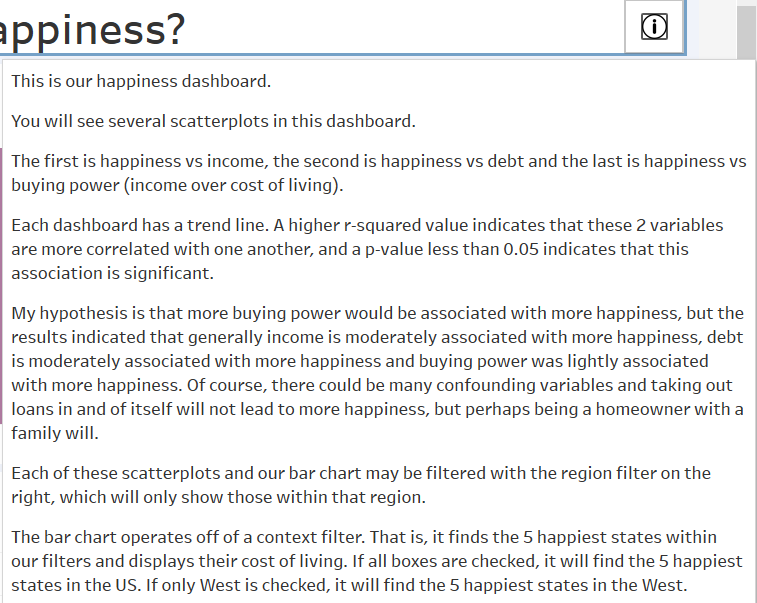 appiness?
This is our happiness dashboard.
You will see several scatterplots in this dashboard.
The first is happiness vs income, the second is happiness vs debt and the last is happiness vs
buying power (income over cost of living).
Each dashboard has a trend line. A higher r-squared value indicates that these 2 variables
are more correlated with one another, and a p-value less than 0.05 indicates that this
association is significant.
My hypothesis is that more buying power would be associated with more happiness, but the
results indicated that generally income is moderately associated with more happiness, debt
is moderately associated with more happiness and buying power was lightly associated
with more happiness. Of course, there could be many confounding variables and taking out
loans in and of itself will not lead to more happiness, but perhaps being a homeowner with a
family will.
Each of these scatterplots and our bar chart may be filtered with the region filter on the
right, which will only show those within that region.
The bar chart operates off of a context filter. That is, it finds the 5 happiest states within
our filters and displays their cost of living. If all boxes are checked, it will find the 5 happiest
states in the US. If only West is checked, it will find the 5 happiest states in the West.